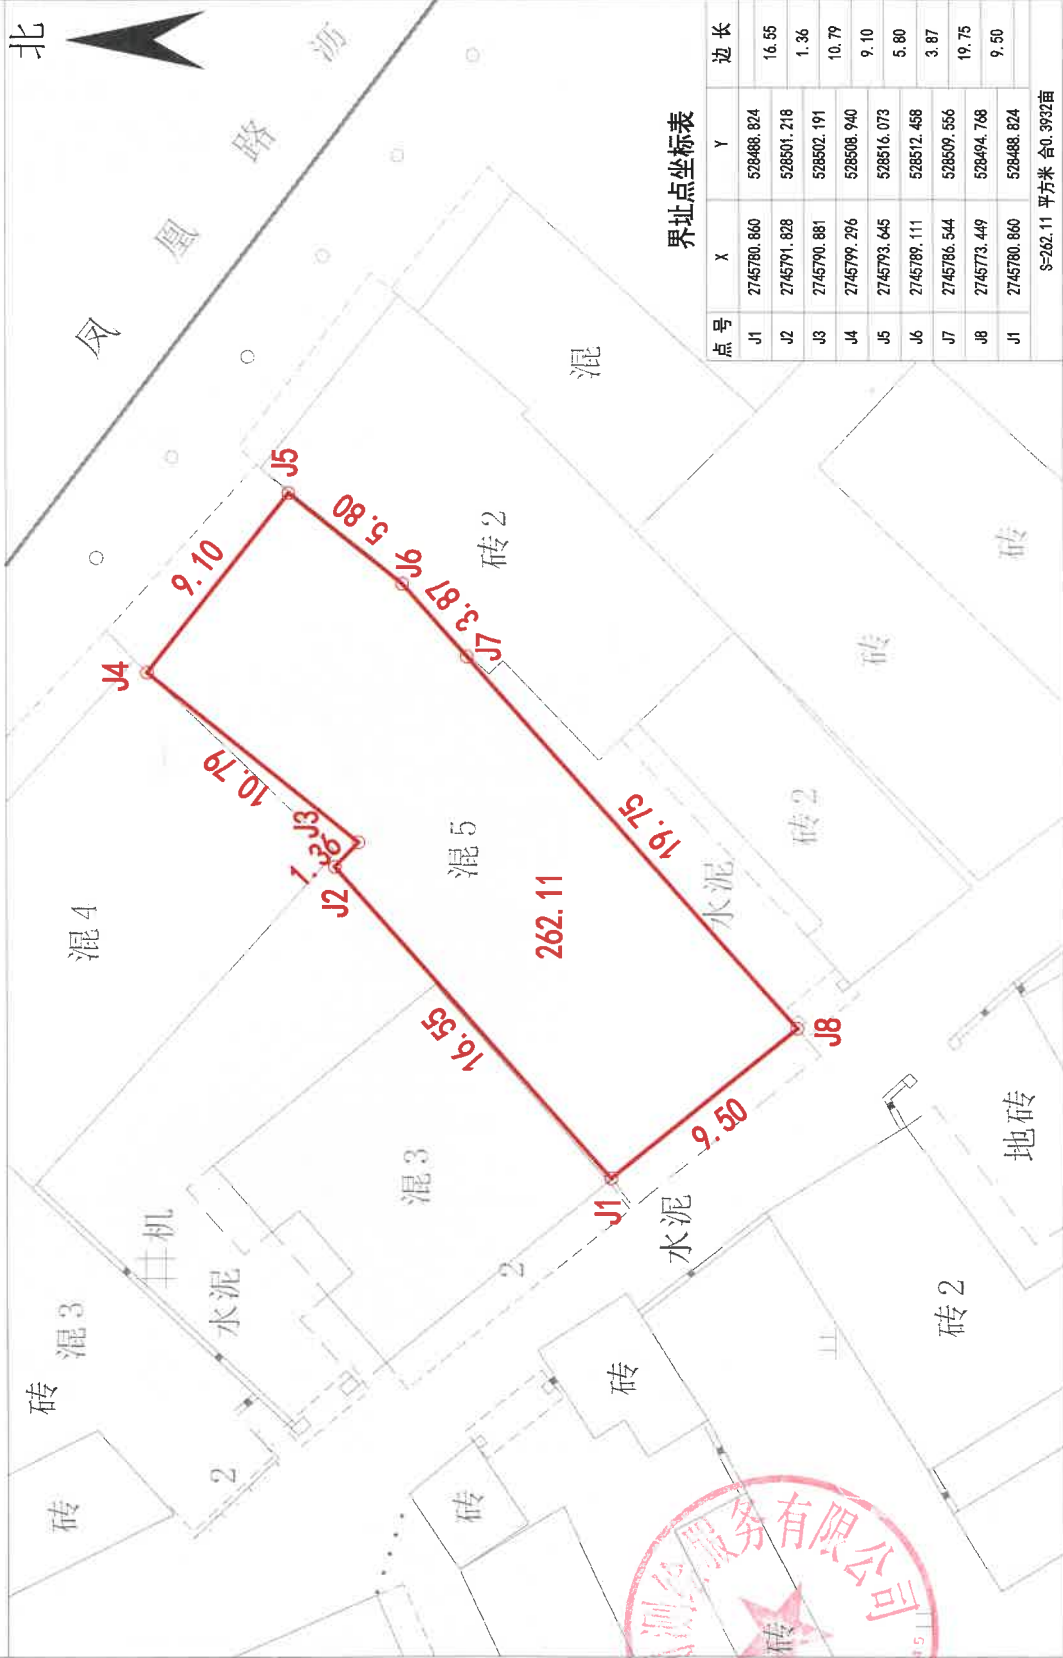 北
凤凰路
沥
界址点坐标表
点号 X Y 边长
J1 2745780.860 528488.824
16.55
J2 2745791.828 528501.218
1.36
J3 2745790.881 528502.191
10.79
J4 2745799.296 528508.940
9.10
J5 2745793.645 528516.073
5.80
J6 2745789.111 528512.458
3.87
J7 2745786.544 528509.556
19.75
J8 2745773.449 528494.768
9.50
J1 2745780.860 528488.824
S=262.11 平方米 合0.3932亩
J4
9.10
J5
5.80
J6
3.87
J7
10.79
J3
1.36
J2
16.55
19.75
混5
262.11
J1
9.50
J8
混4
混3
混3
混
砖2
砖2
砖2
砖
砖
砖
砖
砖
砖
砖
水泥
水泥
水泥
地砖
机
2
2
测绘服务有限公司
45